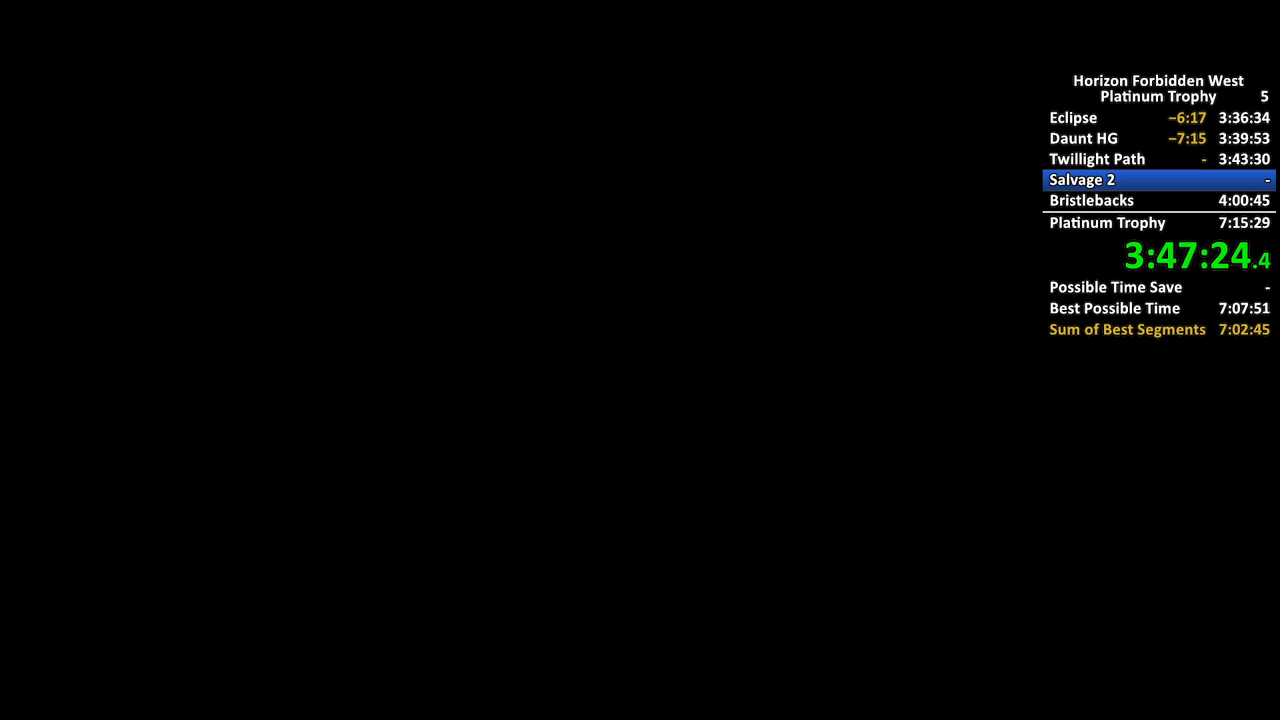 Horizon Forbidden West
Platinum Trophy 5
Eclipse −6:17 3:36:34
Daunt HG −7:15 3:39:53
Twillight Path - 3:43:30
Salvage 2 -
Bristlebacks 4:00:45
Platinum Trophy 7:15:29
3:47:24.4
Possible Time Save -
Best Possible Time 7:07:51
Sum of Best Segments 7:02:45